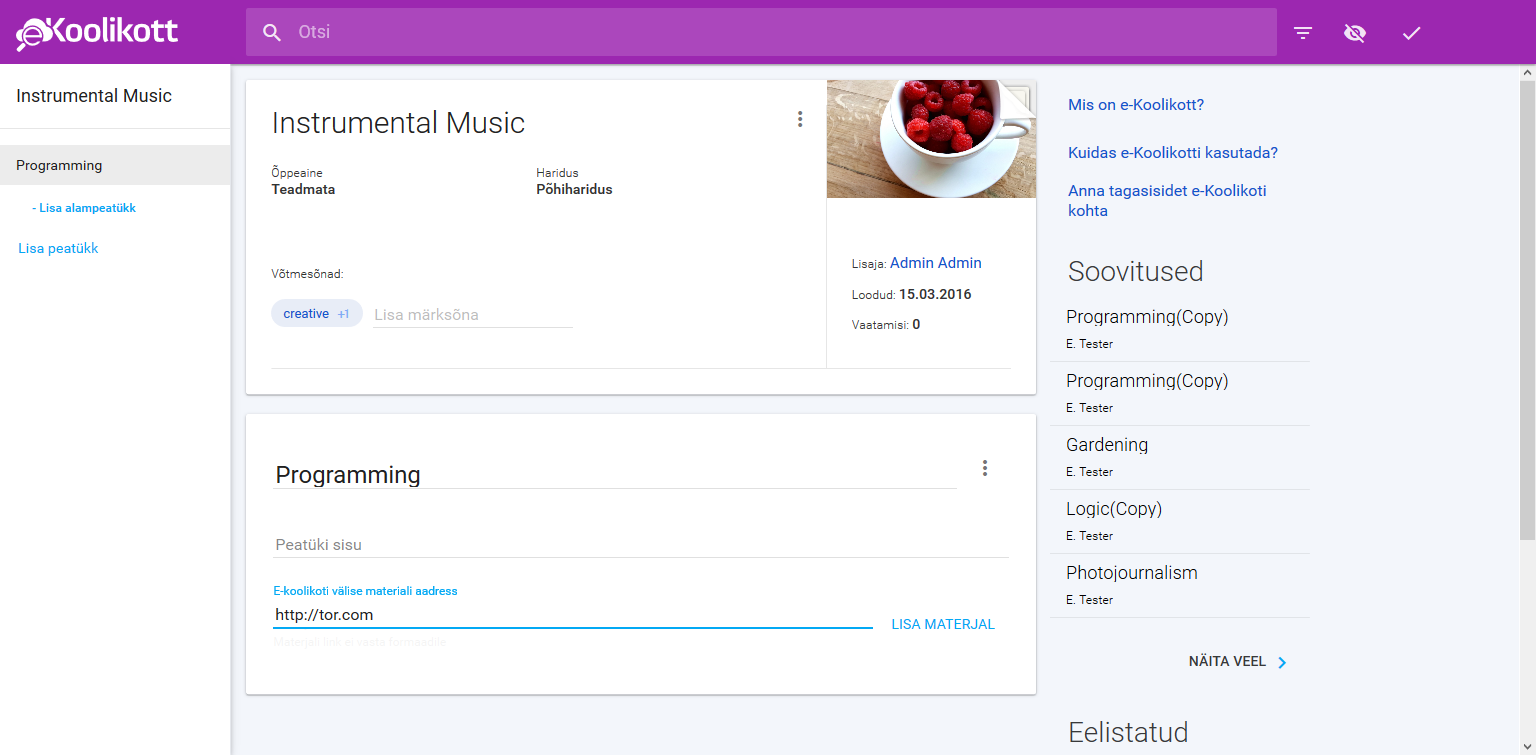 eKoolikott
Otsi
Instrumental Music
Programming
- Lisa alampeatükk
Lisa peatükk
Instrumental Music
Õppeaine
Teadmata
Haridus
Põhiharidus
Võtmesõnad:
creative +1
Lisa märksõna
Lisaja: Admin Admin
Loodud: 15.03.2016
Vaatamisi: 0
Programming
Peatüki sisu
E-koolikoti välise materiali aadress
http://tor.com
LISA MATERJAL
Materjali link ei vasta formaadile
Mis on e-Koolikott?
Kuidas e-Koolikotti kasutada?
Anna tagasisidet e-Koolikoti
kohta
Soovitused
Programming(Copy)
E. Tester
Programming(Copy)
E. Tester
Gardening
E. Tester
Logic(Copy)
E. Tester
Photojournalism
E. Tester
NÄITA VEEL
Eelistatud